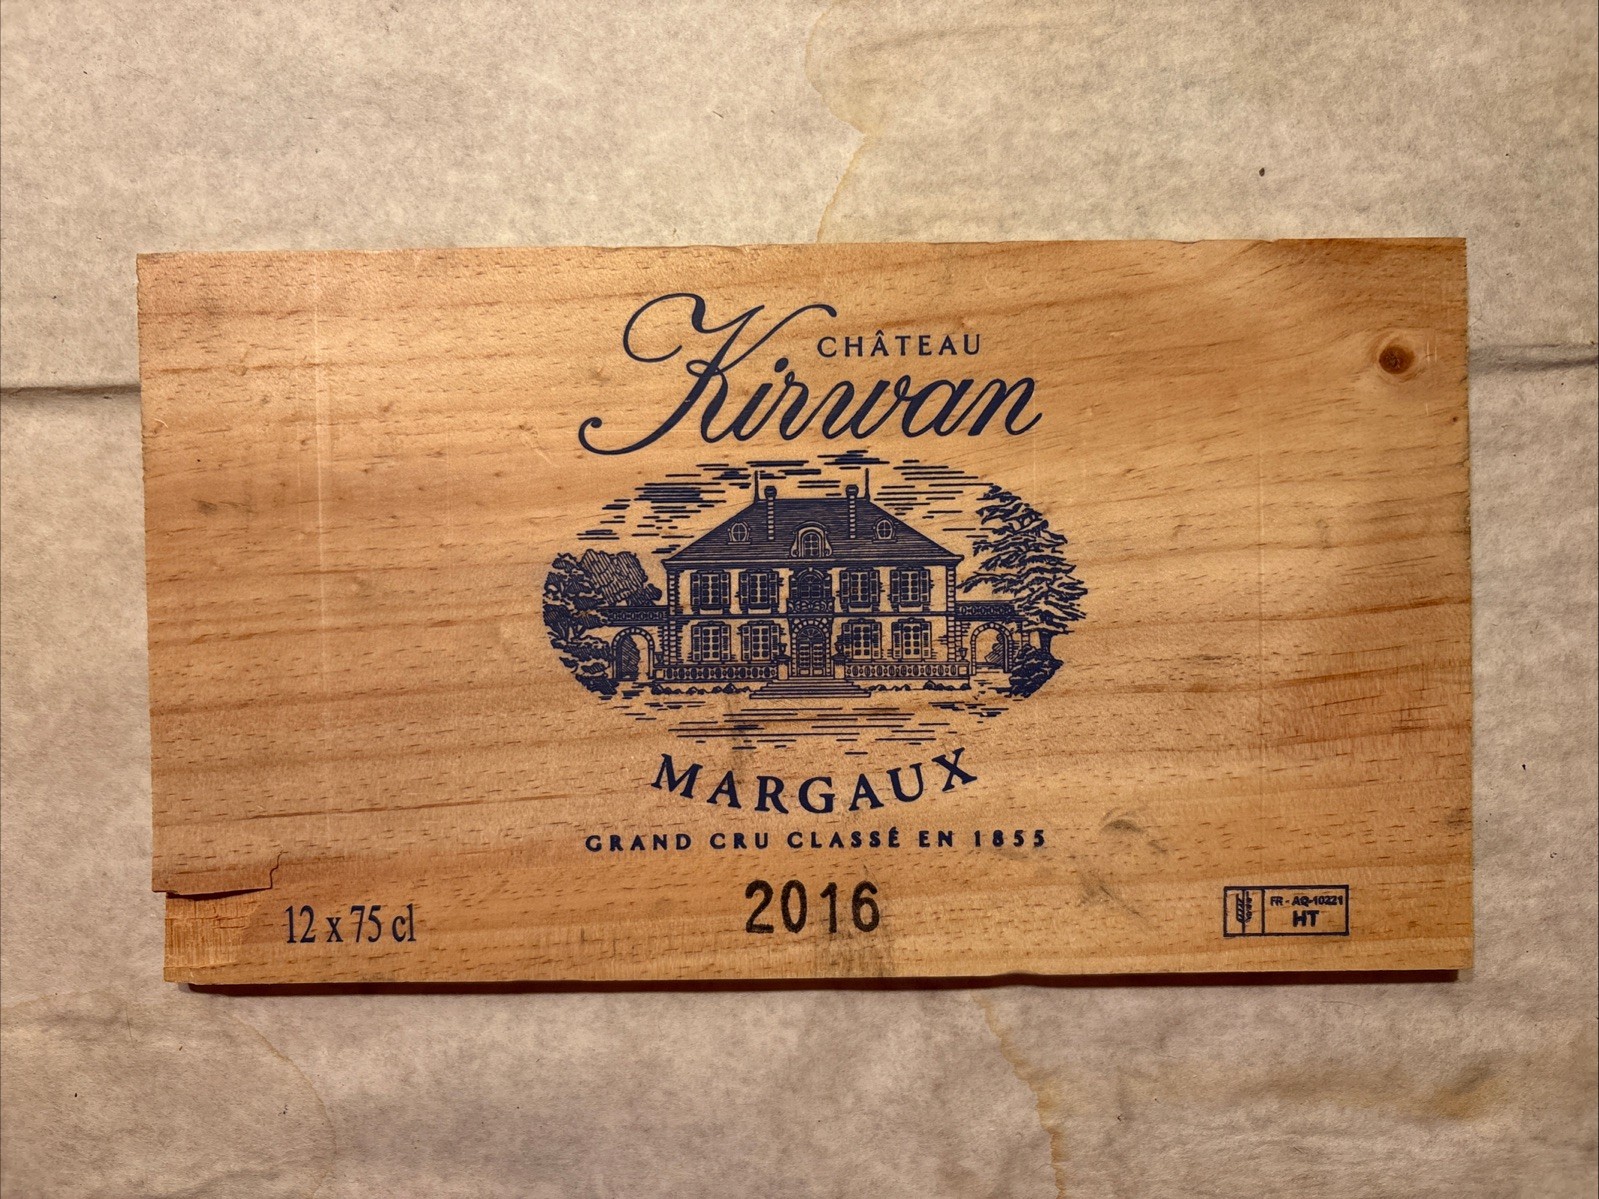 CHÂTEAU
Kirwan
MARGAUX
GRAND CRU CLASSÉ EN 1855
2016
12 x 75 cl
FR - AQ-10221
HT